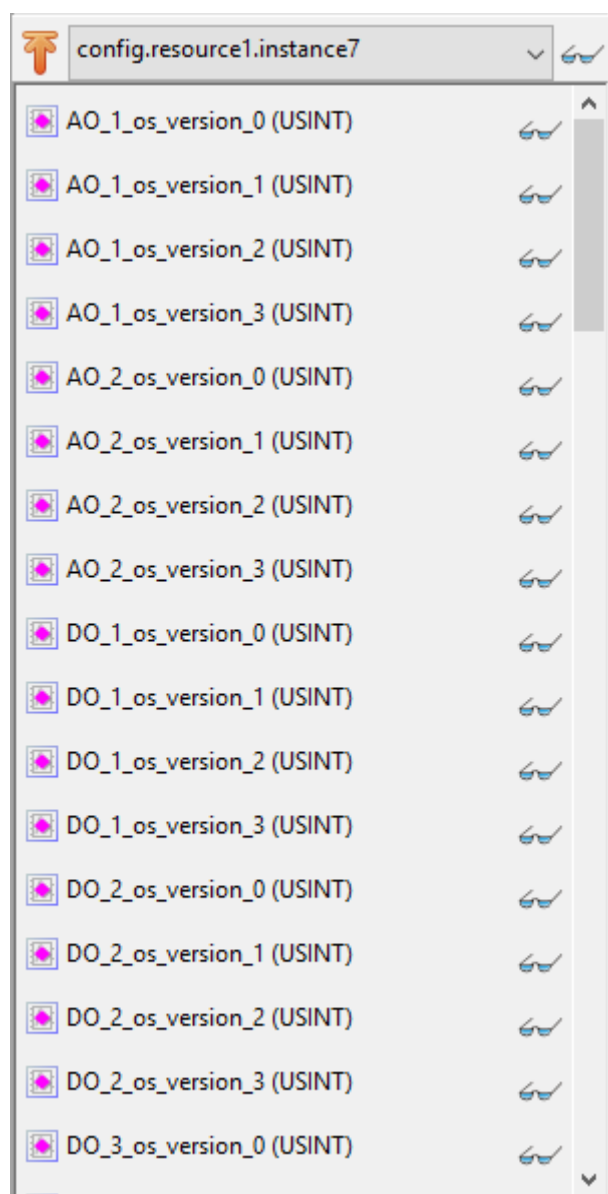 config.resource1.instance7
AO_1_os_version_0 (USINT)
AO_1_os_version_1 (USINT)
AO_1_os_version_2 (USINT)
AO_1_os_version_3 (USINT)
AO_2_os_version_0 (USINT)
AO_2_os_version_1 (USINT)
AO_2_os_version_2 (USINT)
AO_2_os_version_3 (USINT)
DO_1_os_version_0 (USINT)
DO_1_os_version_1 (USINT)
DO_1_os_version_2 (USINT)
DO_1_os_version_3 (USINT)
DO_2_os_version_0 (USINT)
DO_2_os_version_1 (USINT)
DO_2_os_version_2 (USINT)
DO_2_os_version_3 (USINT)
DO_3_os_version_0 (USINT)